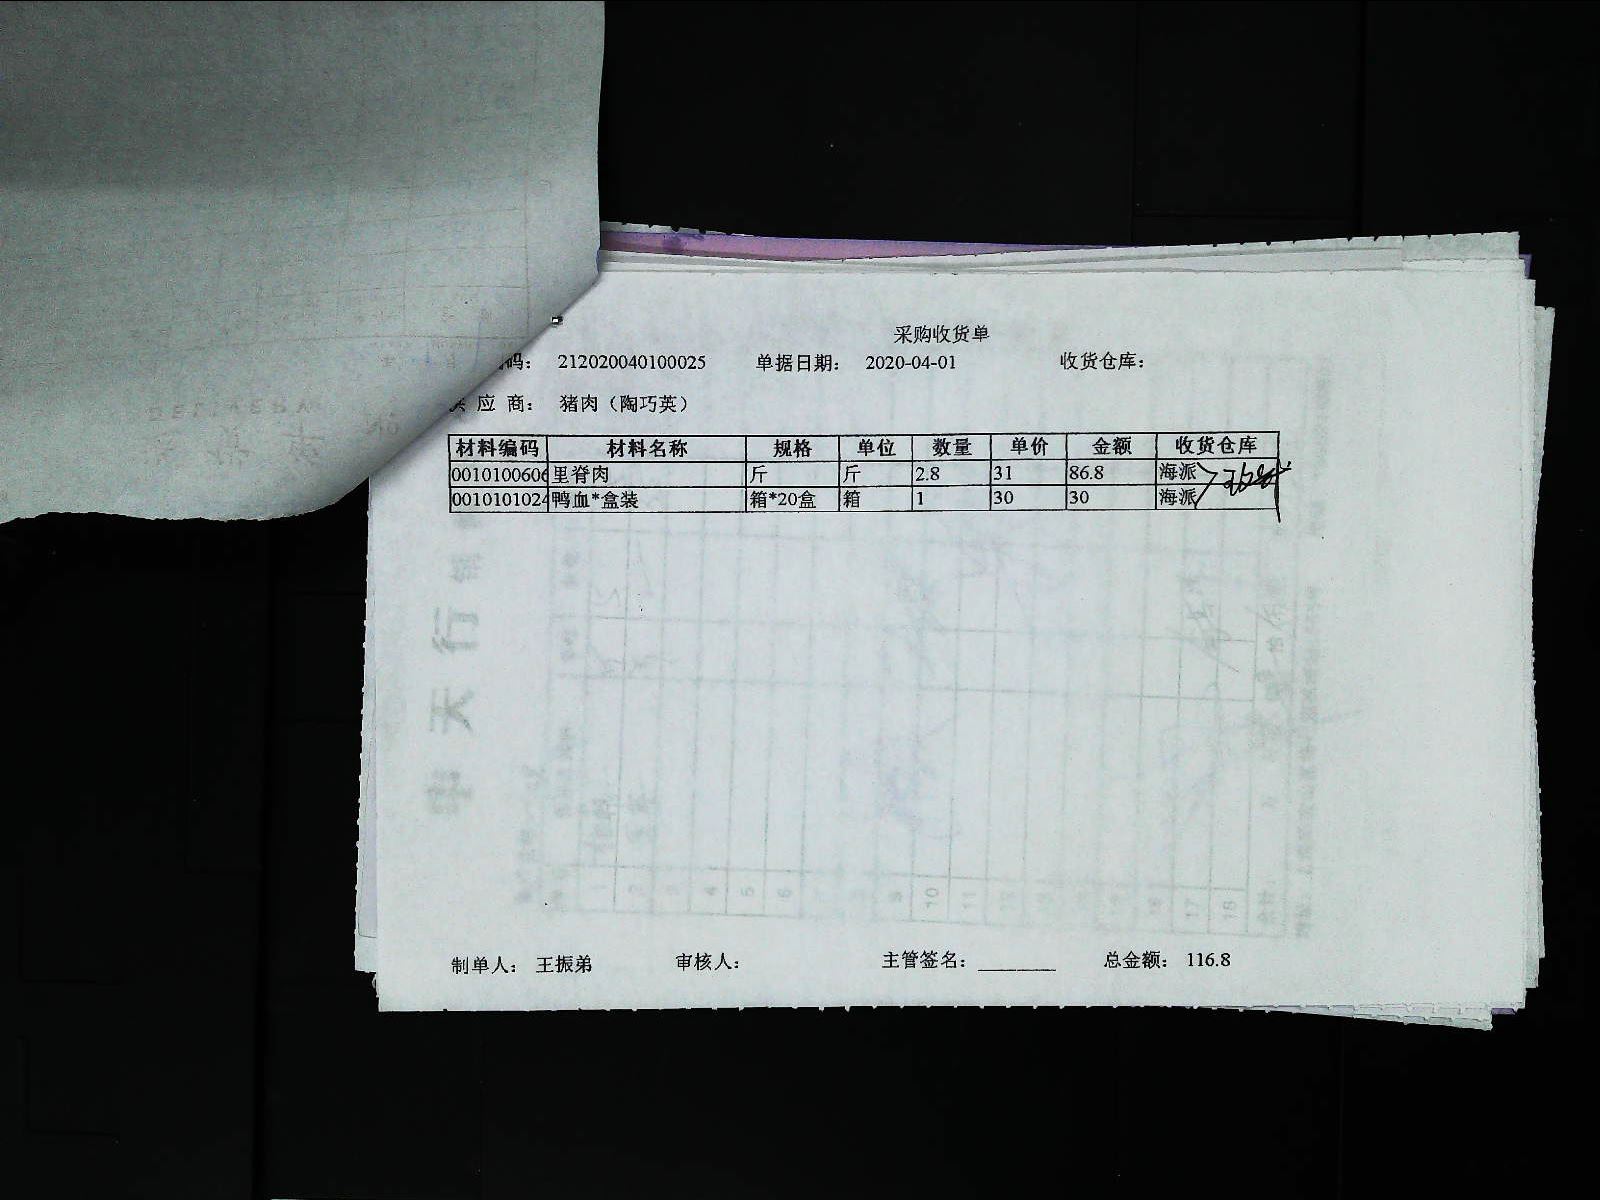 采购收货单
码： 212020040100025 单据日期： 2020-04-01 收货仓库：
应 商： 猪肉（陶巧英）
材料编码 材料名称 规格 单位 数量 单价 金额 收货仓库
0010100606 里脊肉 斤 斤 2.8 31 86.8 海派
0010101024 鸭血*盒装 箱*20盒 箱 1 30 30 海派
制单人： 王振弟 审核人： 主管签名： 总金额： 116.8